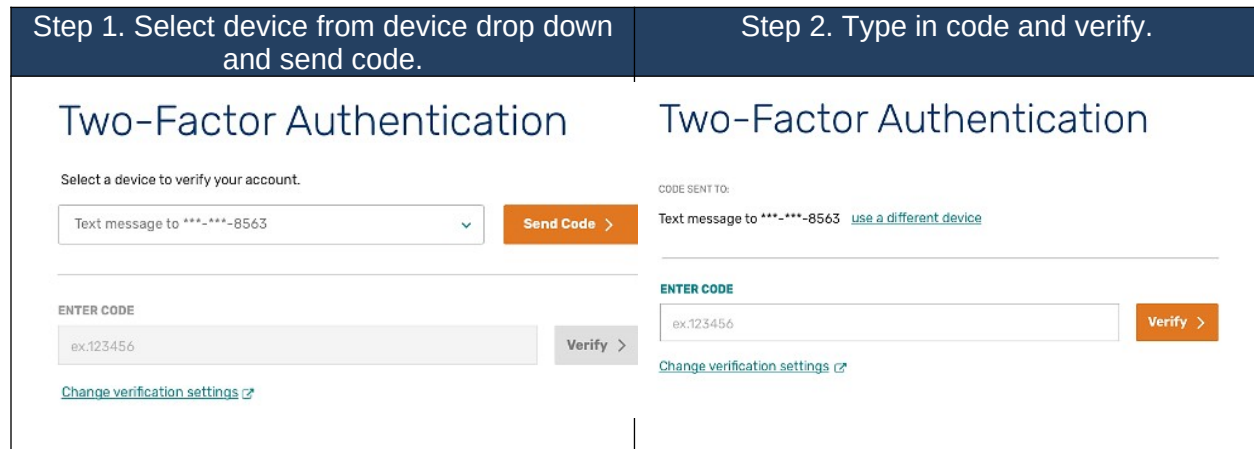 Step 1. Select device from device drop down
and send code.
Step 2. Type in code and verify.
Two-Factor Authentication
Select a device to verify your account.
Text message to ***-***-8563
Send Code
ENTER CODE
ex.123456
Verify
Change verification settings
Two-Factor Authentication
CODE SENT TO:
Text message to ***-***-8563 use a different device
ENTER CODE
ex.123456
Verify
Change verification settings